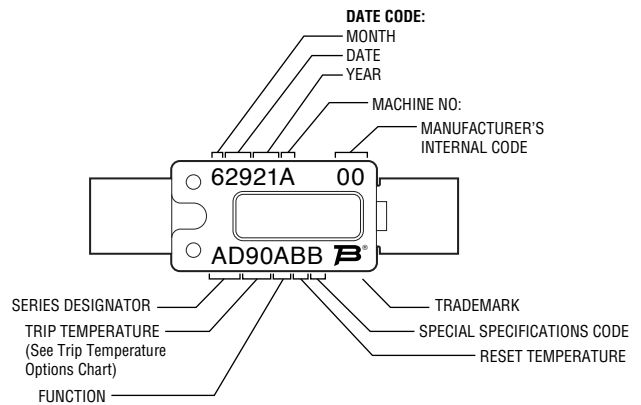 DATE CODE:
MONTH
DATE
YEAR
MACHINE NO:
MANUFACTURER'S
INTERNAL CODE
62921A 00
AD90ABB ®
SERIES DESIGNATOR
TRIP TEMPERATURE
(See Trip Temperature
Options Chart)
FUNCTION
TRADEMARK
SPECIAL SPECIFICATIONS CODE
RESET TEMPERATURE